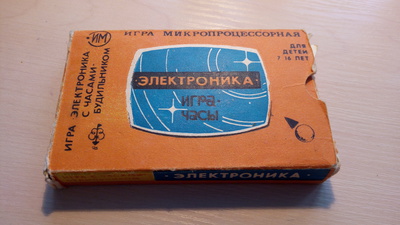 ИГРА МИКРОПРОЦЕССОРНАЯ
ИМ
ДЛЯ
ДЕТЕЙ
7 16 ЛЕТ
ИГРА ЭЛЕКТРОНИКА
С ЧАСАМИ-
БУДИЛЬНИКОМ
·ЭЛЕКТРОНИКА·
ИГРА-
ЧАСЫ
·ЭЛЕКТРОНИКА·